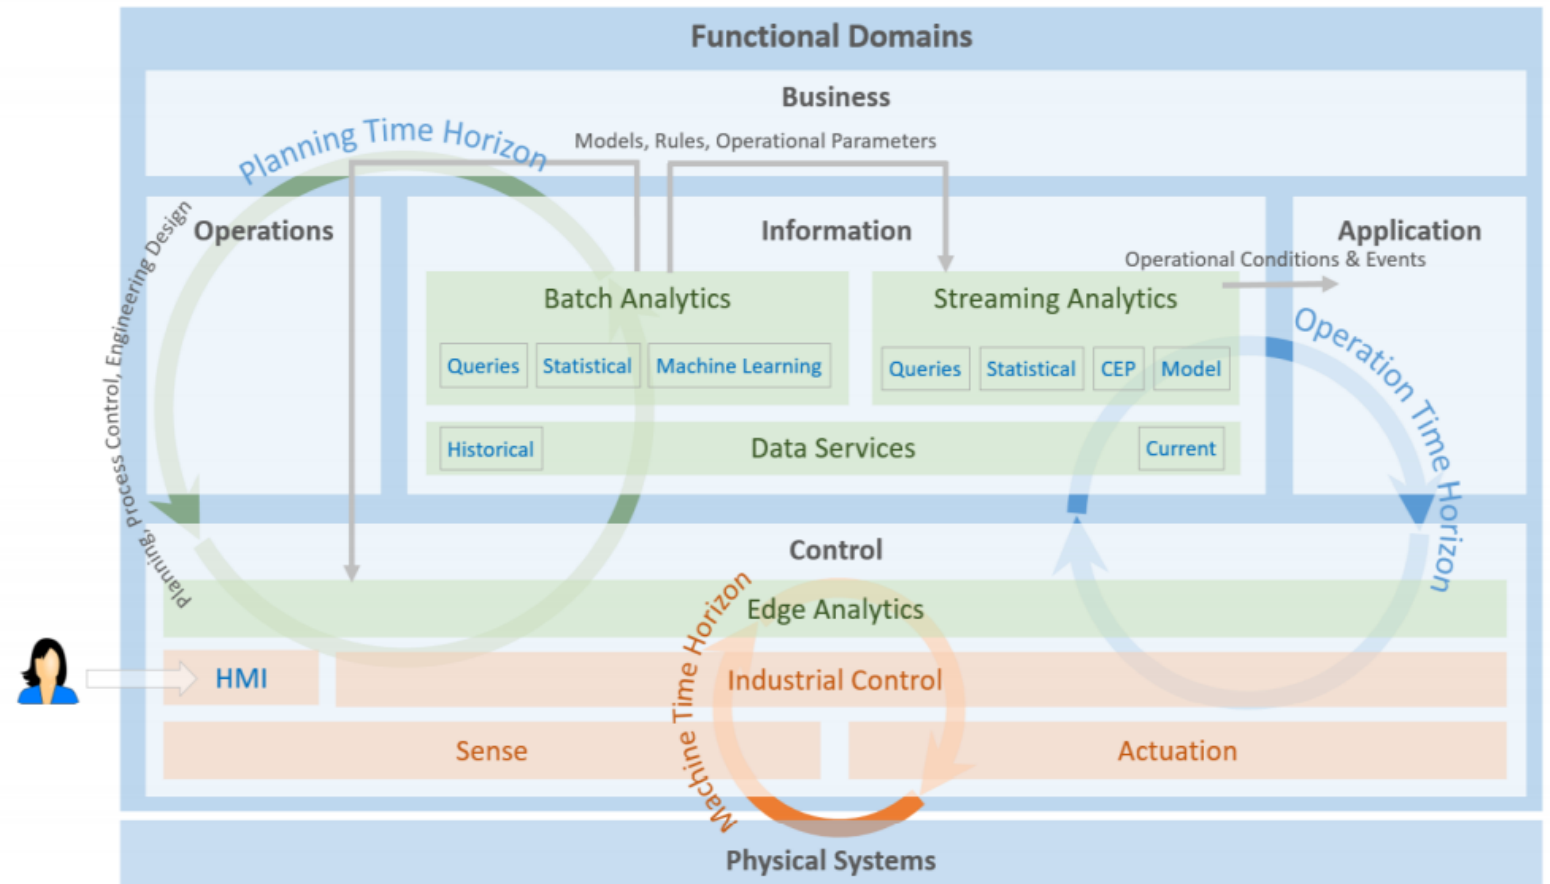 Functional Domains
Business
Planning Time Horizon
Models, Rules, Operational Parameters
Planning, Process Control, Engineering Design
Operations
Information
Application
Operational Conditions & Events
Batch Analytics
Queries
Statistical
Machine Learning
Streaming Analytics
Queries
Statistical
CEP
Model
Operation Time Horizon
Historical
Data Services
Current
Control
Edge Analytics
Machine Time Horizon
HMI
Industrial Control
Sense
Actuation
Physical Systems